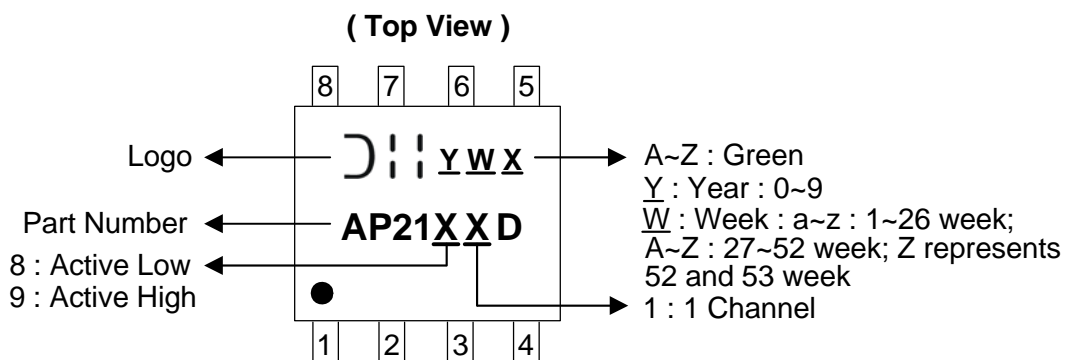 ( Top View )
8 7 6 5
Logo
Y W X
A~Z : Green
Y : Year : 0~9
W : Week : a~z : 1~26 week;
A~Z : 27~52 week; Z represents
52 and 53 week
Part Number
AP21X X D
8 : Active Low
9 : Active High
1 : 1 Channel
1 2 3 4